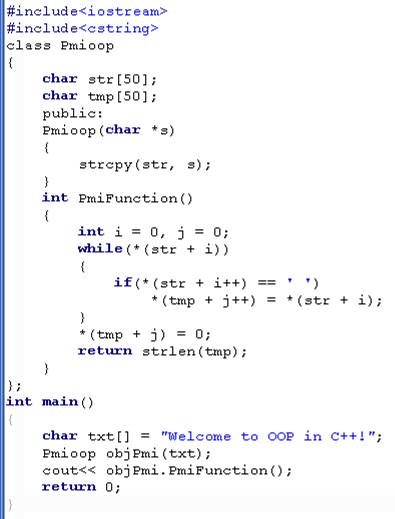 #include<iostream>
#include<cstring>
class Pmioop
{
    char str[50];
    char tmp[50];
    public:
    Pmioop(char *s)
    {
        strcpy(str, s);
    }
    int PmiFunction()
    {
        int i = 0, j = 0;
        while(*(str + i))
        {
            if(*(str + i++) == ' ')
                *(tmp + j++) = *(str + i);
        }
        *(tmp + j) = 0;
        return strlen(tmp);
    }
};
int main()
{
    char txt[] = "Welcome to OOP in C++!";
    Pmioop objPmi(txt);
    cout<< objPmi.PmiFunction();
    return 0;
}